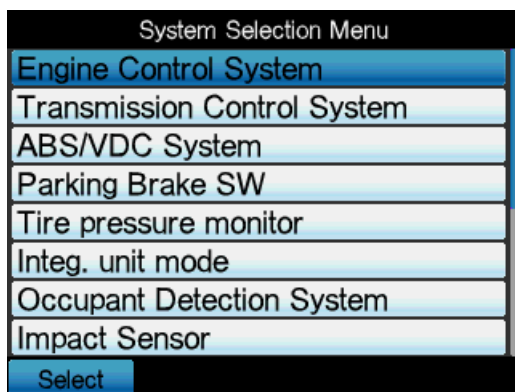 System Selection Menu
Engine Control System
Transmission Control System
ABS/VDC System
Parking Brake SW
Tire pressure monitor
Integ. unit mode
Occupant Detection System
Impact Sensor
Select